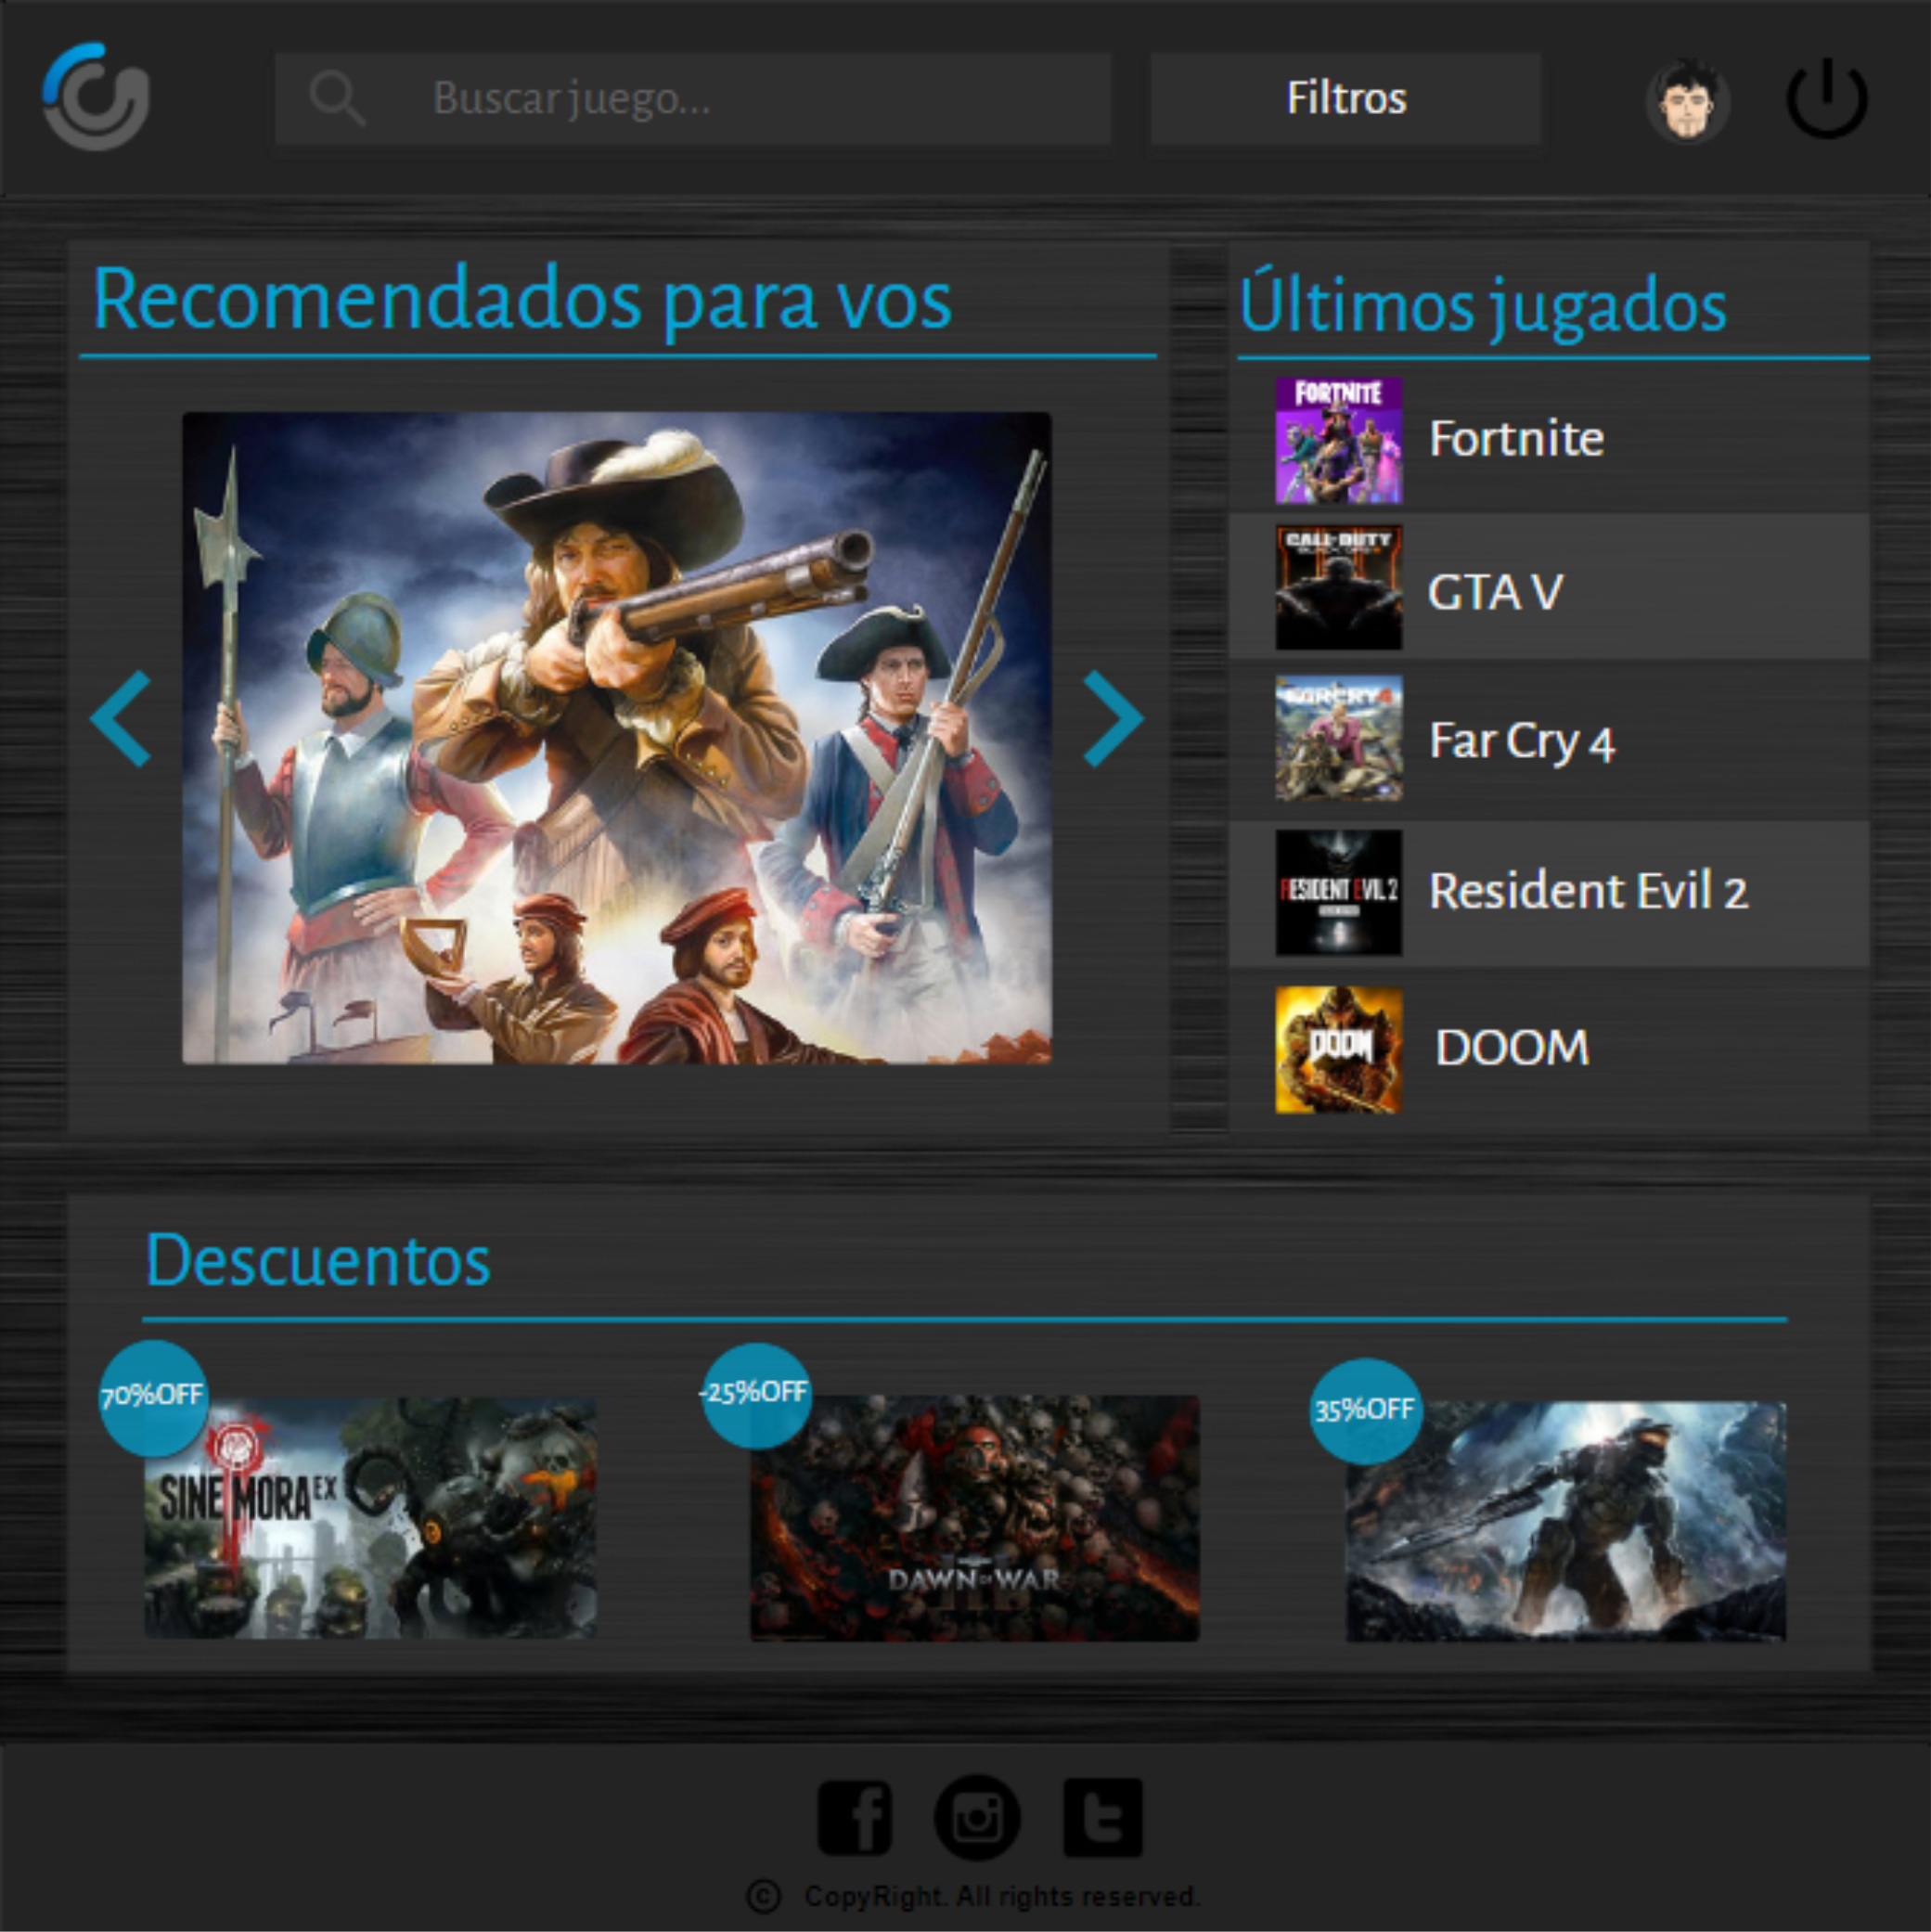 Buscar juego...
Filtros
Recomendados para vos
Últimos jugados
FORTNITE
Fortnite
CALL OF DUTY
GTA V
FARCRY4
Far Cry 4
RESIDENT EVIL 2
Resident Evil 2
DOOM
DOOM
Descuentos
70%OFF
-25%OFF
35%OFF
SINE MORA EX
DAWN OF WAR
III
CopyRight. All rights reserved.